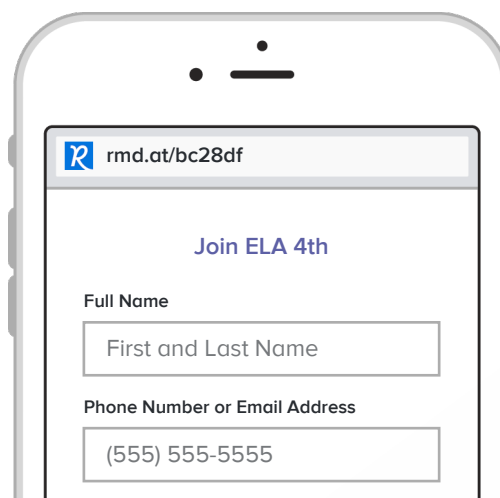 rmd.at/bc28df
Join ELA 4th
Full Name
First and Last Name
Phone Number or Email Address
(555) 555-5555